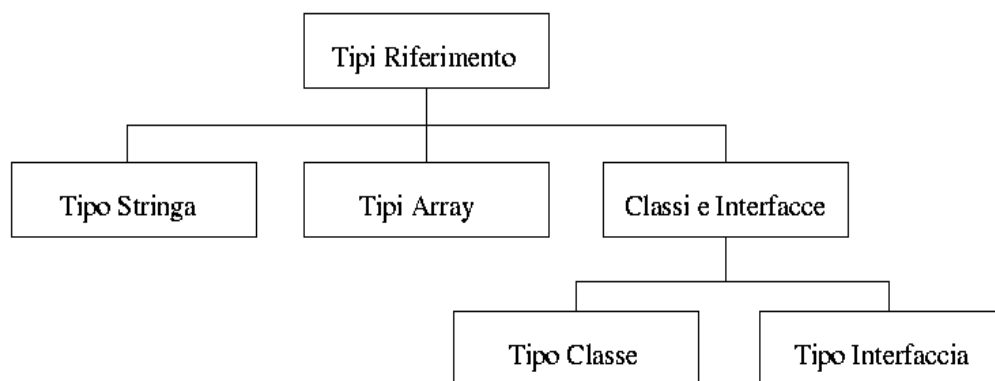 Tipi Riferimento
Tipo Stringa
Tipi Array
Classi e Interfacce
Tipo Classe
Tipo Interfaccia